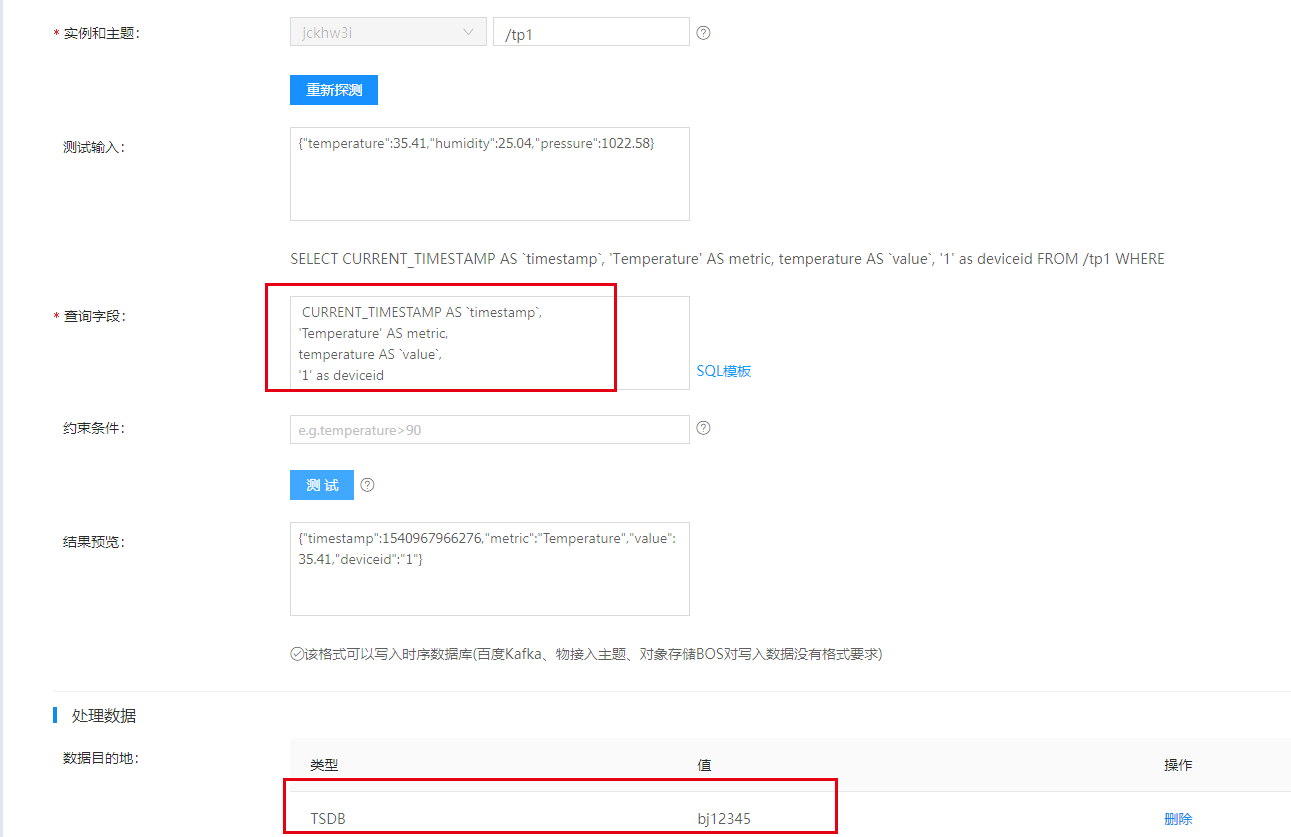 * 实例和主题：
jckhw3i
/tp1
重新探测
测试输入：
{"temperature":35.41,"humidity":25.04,"pressure":1022.58}
SELECT CURRENT_TIMESTAMP AS `timestamp`, 'Temperature' AS metric, temperature AS `value`, '1' as deviceid FROM /tp1 WHERE
* 查询字段：
CURRENT_TIMESTAMP AS `timestamp`,
'Temperature' AS metric,
temperature AS `value`,
'1' as deviceid
SQL模板
约束条件：
e.g.temperature>90
测 试
结果预览：
{"timestamp":1540967966276,"metric":"Temperature","value":
35.41,"deviceid":"1"}
该格式可以写入时序数据库(百度Kafka、物接入主题、对象存储BOS对写入数据没有格式要求)
处理数据
数据目的地：
类型 值 操作
TSDB bj12345 删除